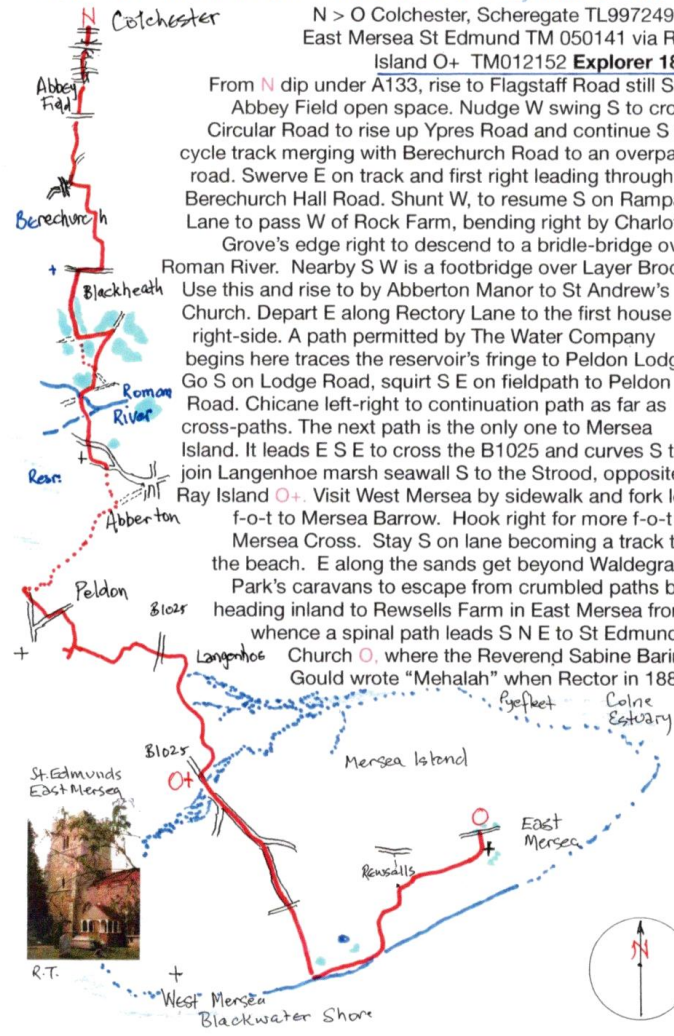 N
Colchester
N > O Colchester, Scheregate TL997249
East Mersea St Edmund TM 050141 via R
Island O+ TM012152 Explorer 18
From N dip under A133, rise to Flagstaff Road still S
Abbey Field open space. Nudge W swing S to cro
Circular Road to rise up Ypres Road and continue S
cycle track merging with Berechurch Road to an overpa
road. Swerve E on track and first right leading through
Berechurch Hall Road. Shunt W, to resume S on Ramp
Lane to pass W of Rock Farm, bending right by Charlo
Grove's edge right to descend to a bridle-bridge ov
Roman River. Nearby S W is a footbridge over Layer Broo
Use this and rise to by Abberton Manor to St Andrew's
Church. Depart E along Rectory Lane to the first house
right-side. A path permitted by The Water Company
begins here traces the reservoir's fringe to Peldon Lodg
Go S on Lodge Road, squirt S E on fieldpath to Peldon
Road. Chicane left-right to continuation path as far as
cross-paths. The next path is the only one to Mersea
Island. It leads E S E to cross the B1025 and curves S t
join Langenhoe marsh seawall S to the Strood, opposite
Ray Island O+. Visit West Mersea by sidewalk and fork l
f-o-t to Mersea Barrow. Hook right for more f-o-t
Mersea Cross. Stay S on lane becoming a track t
the beach. E along the sands get beyond Waldegra
Park's caravans to escape from crumbled paths b
heading inland to Rewsells Farm in East Mersea fro
whence a spinal path leads S N E to St Edmund
Church O, where the Reverend Sabine Barin
Gould wrote "Mehalah" when Rector in 188
Abbey
Field
Berechurch
Blackheath
Roman
River
Resr.
Abberton
Peldon
B1025
Langenhoe
Pyefleet
Colne
Estuary
B1025
O+
Mersea Island
St. Edmunds
East Mersea
O
East
Mersea
Rewsalls
R.T.
West Mersea
Blackwater Shore
N